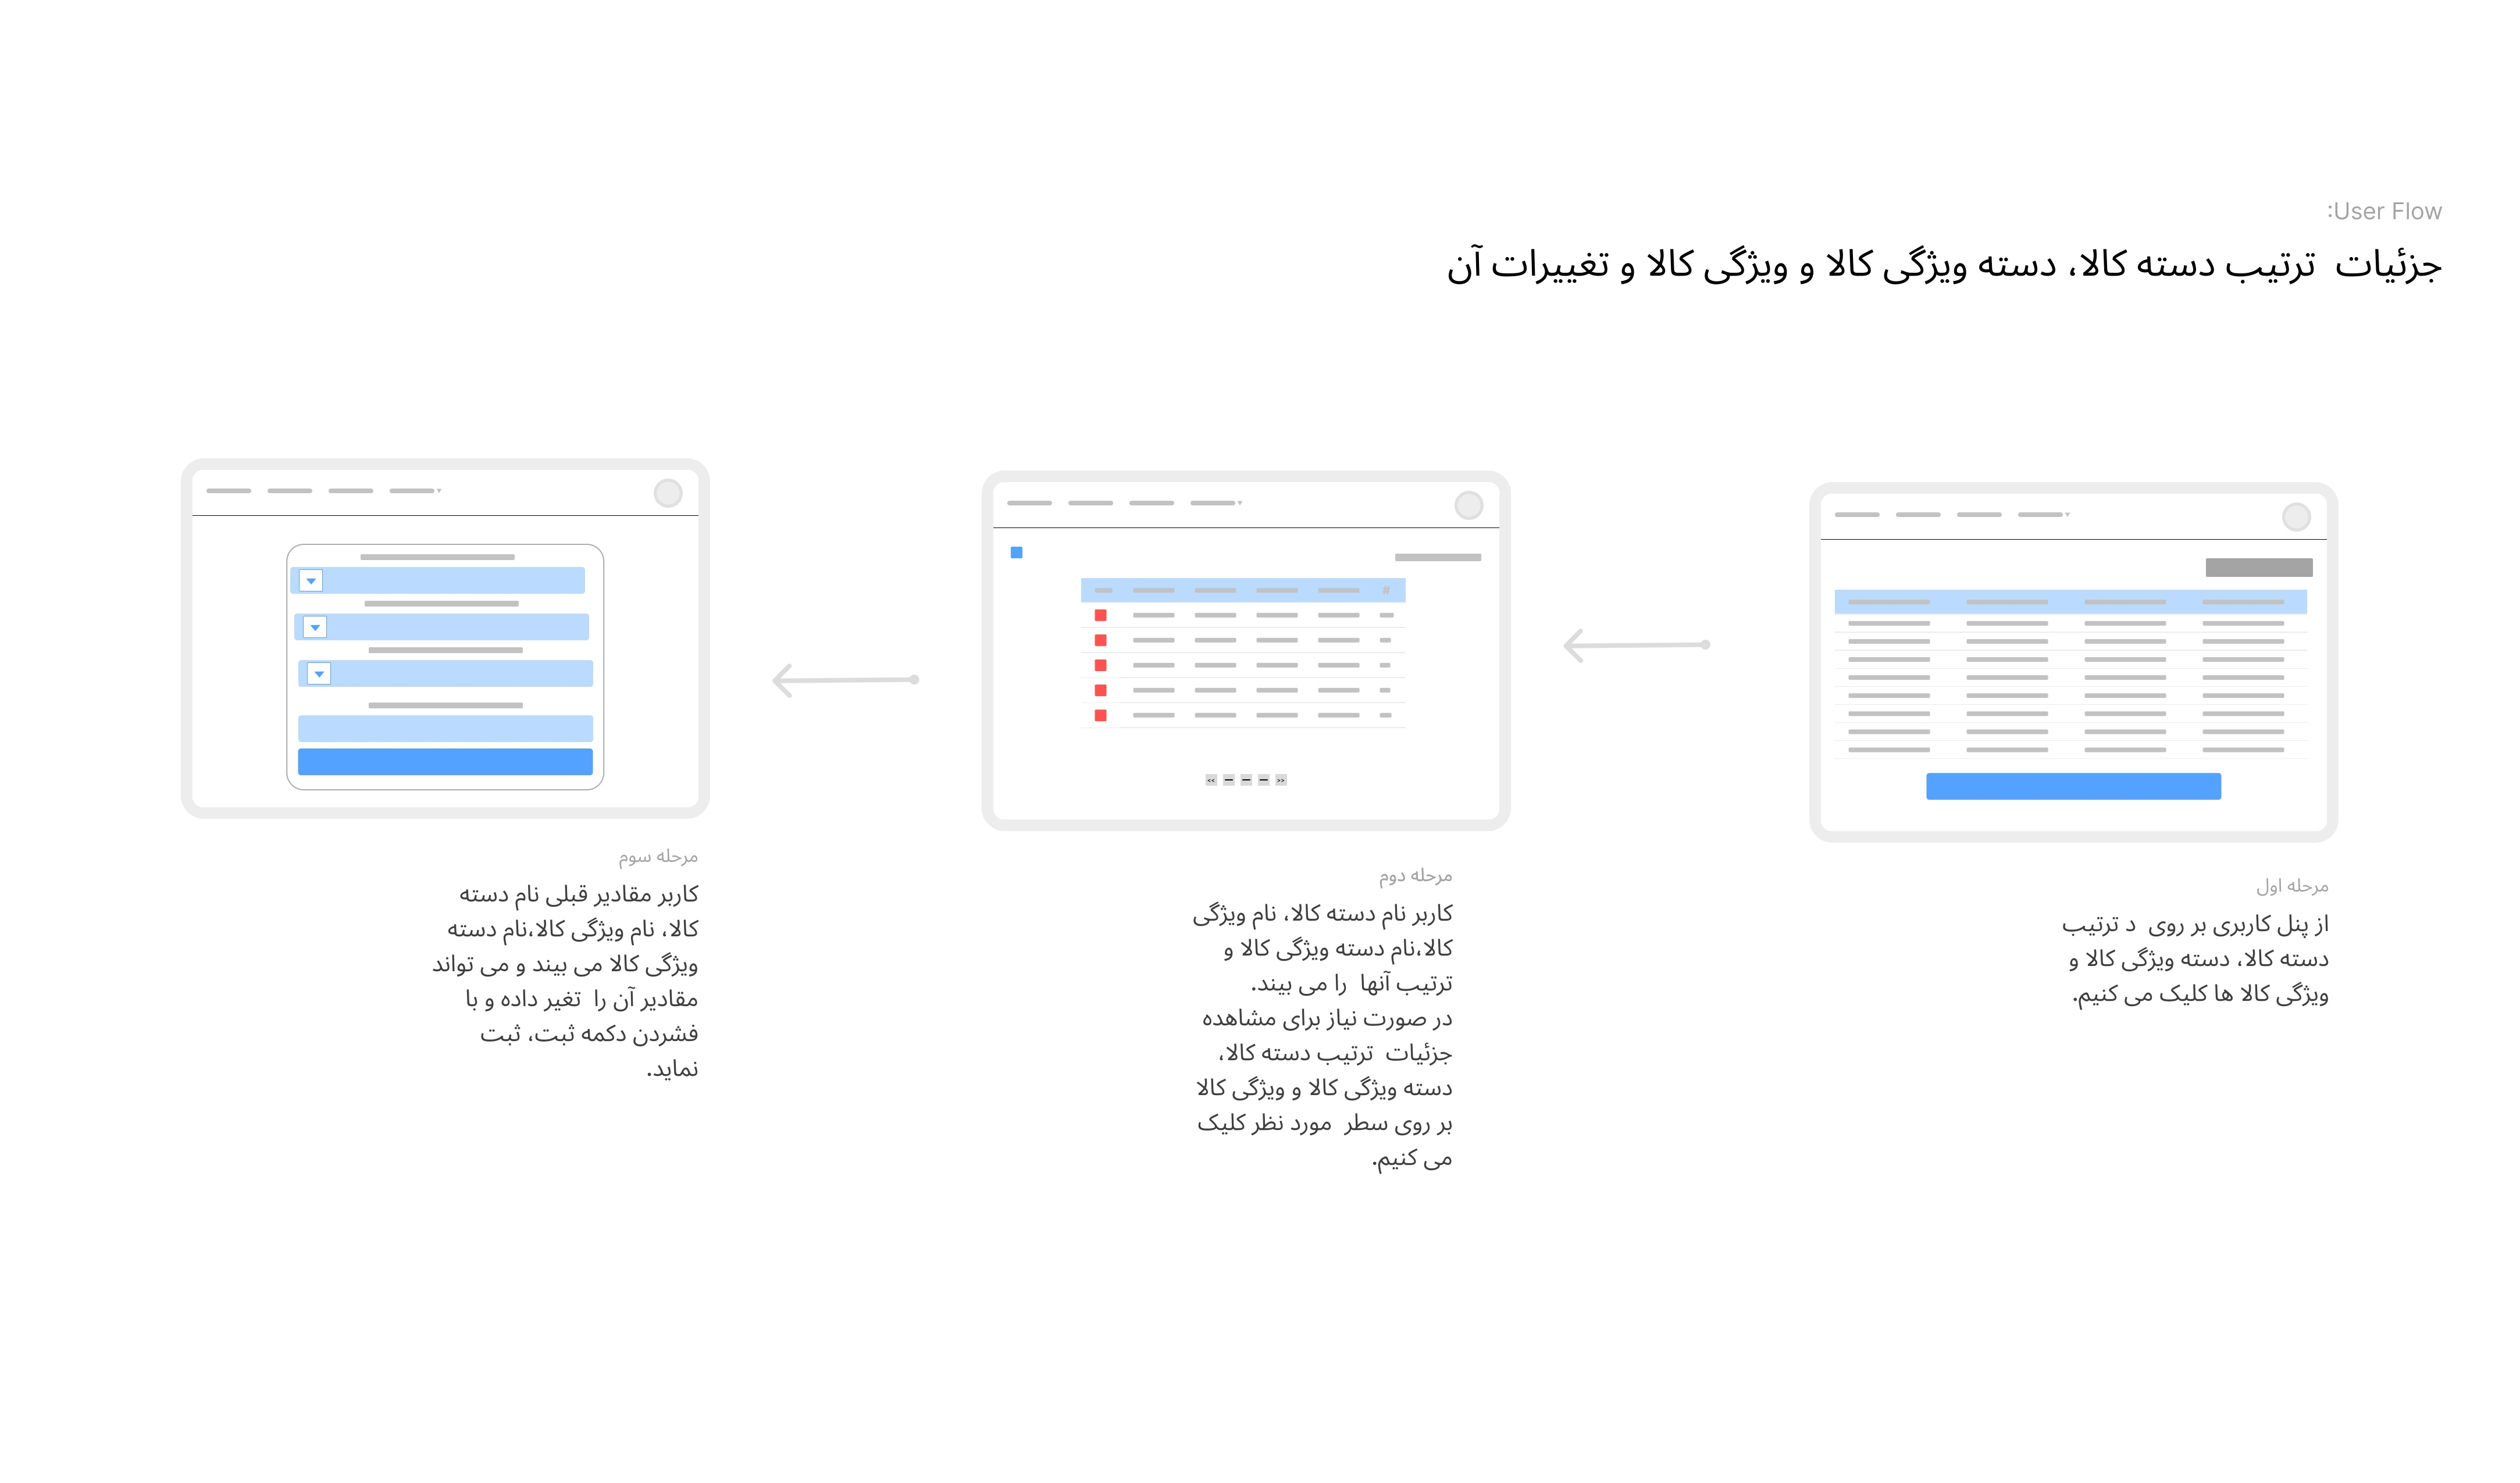 User Flow:
جزئیات  ترتیب دسته کالا، دسته ویژگی کالا و ویژگی کالا و تغییرات آن
مرحله اول
از پنل کاربری بر روی  د ترتیب
دسته کالا، دسته ویژگی کالا و
ویژگی کالا ها کلیک می کنیم.
#
<<
>>
مرحله دوم
کاربر نام دسته کالا، نام ویژگی
کالا،نام دسته ویژگی کالا و
ترتیب آنها  را می بیند.
در صورت نیاز برای مشاهده
جزئیات  ترتیب دسته کالا،
دسته ویژگی کالا و ویژگی کالا
بر روی سطر  مورد نظر کلیک
می کنیم.
مرحله سوم
کاربر مقادیر قبلی نام دسته
کالا، نام ویژگی کالا،نام دسته
ویژگی کالا می بیند و می تواند
مقادیر آن را  تغیر داده و با
فشردن دکمه ثبت، ثبت
نماید.